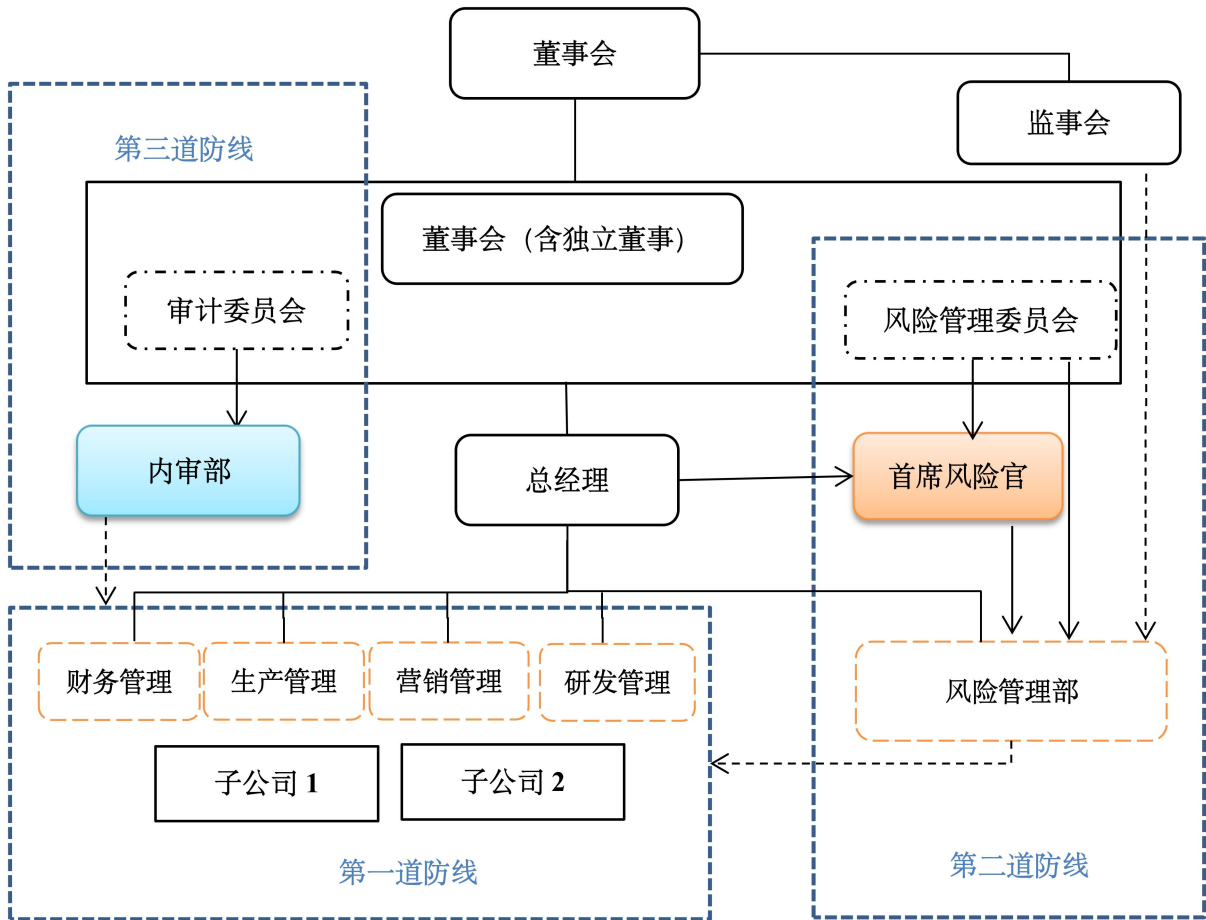 董事会
监事会
第三道防线
董事会（含独立董事）
审计委员会
风险管理委员会
内审部
总经理
首席风险官
财务管理
生产管理
营销管理
研发管理
风险管理部
子公司 1
子公司 2
第一道防线
第二道防线